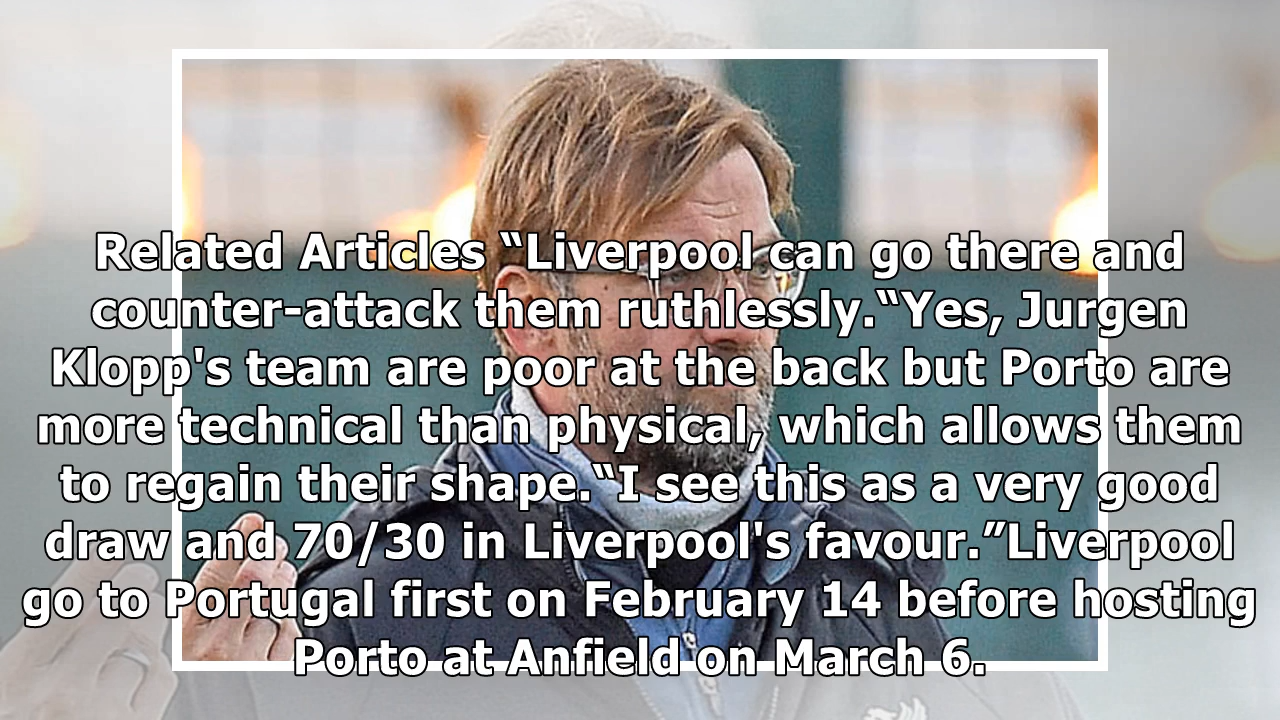 Related Articles “Liverpool can go there and
counter-attack them ruthlessly.“Yes, Jurgen
Klopp's team are poor at the back but Porto are
more technical than physical, which allows them
to regain their shape.“I see this as a very good
draw and 70/30 in Liverpool's favour.”Liverpool
go to Portugal first on February 14 before hosting
Porto at Anfield on March 6.